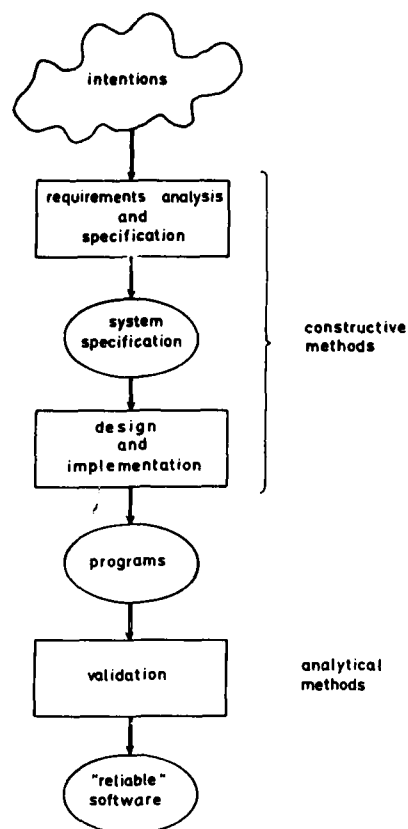 intentions
requirements analysis
and
specification
system
specification
constructive
methods
design
and
implementation
programs
validation
analytical
methods
"reliable"
software